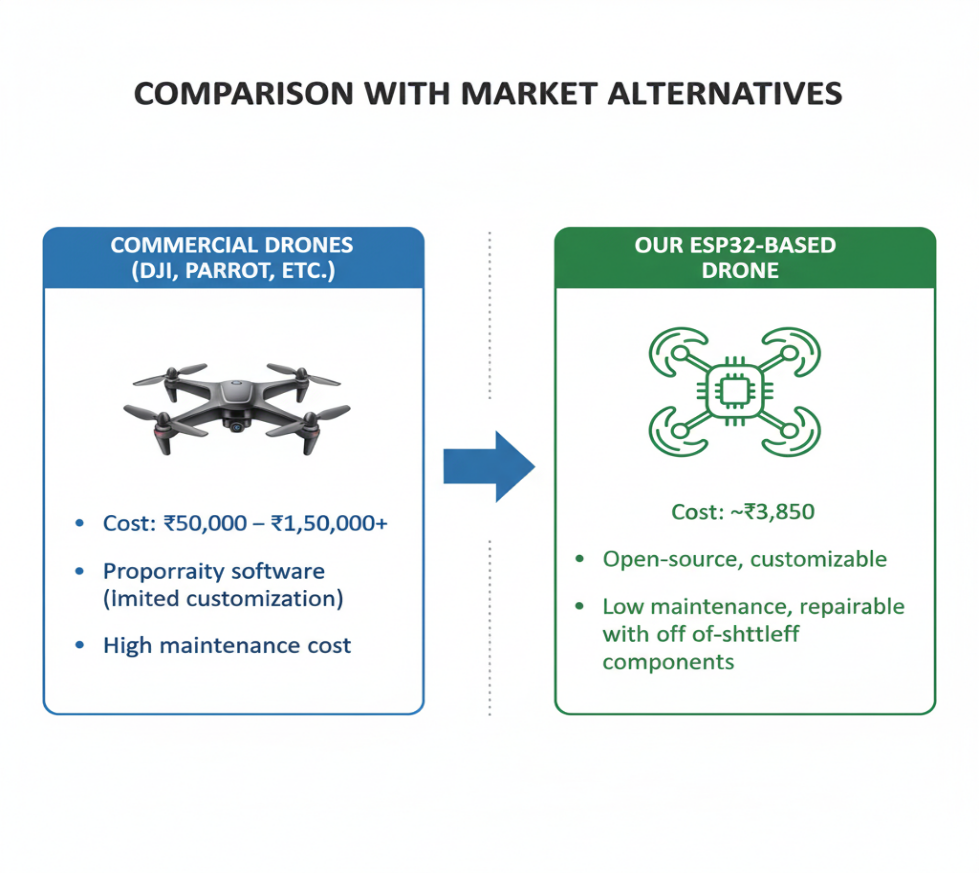 COMPARISON WITH MARKET ALTERNATIVES
COMMERCIAL DRONES
(DJI, PARROT, ETC.)
• Cost: ₹50,000 – ₹1,50,000+
• Proporraity software
(lmited customization)
• High maintenance cost
OUR ESP32-BASED
DRONE
Cost: ~₹3,850
• Open-source, customizable
• Low maintenance, repairable
with off of-shttleff
components